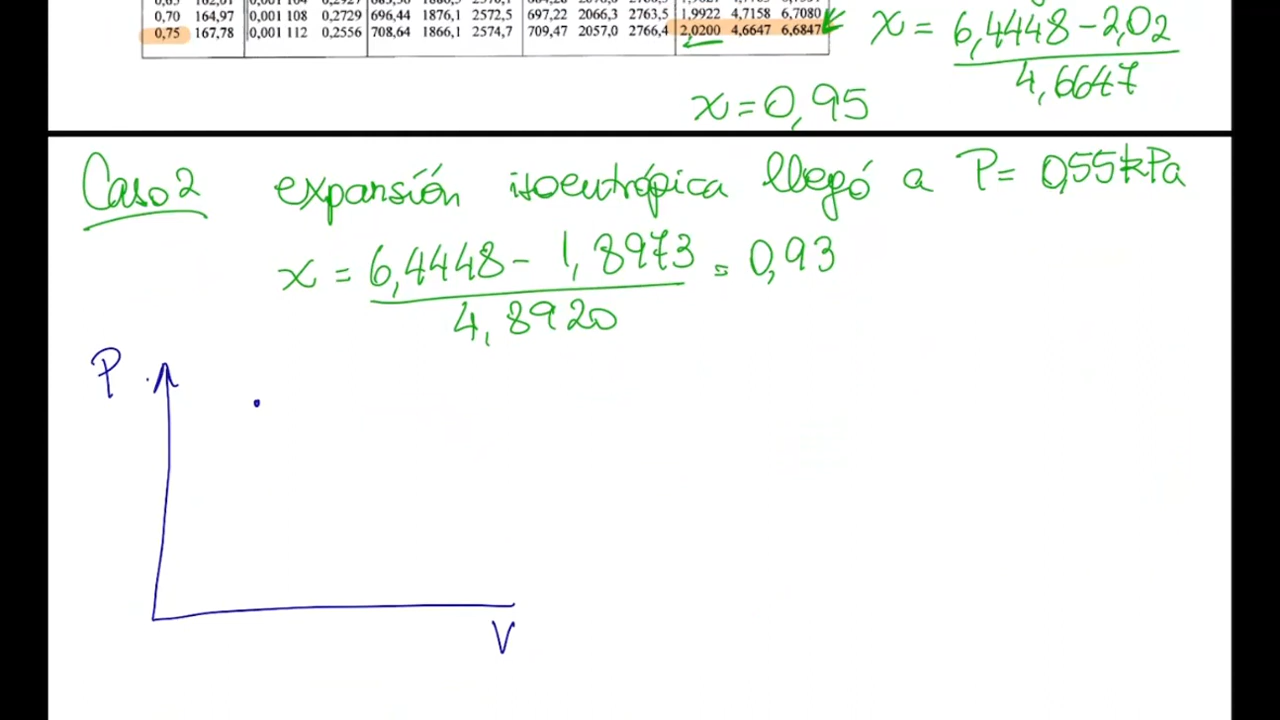 0,70 164,97 0,001 108 0,2729 696,44 1876,1 2572,5 697,22 2066,3 2763,5 1,9922 4,7158 6,7080
0,75 167,78 0,001 112 0,2556 708,64 1866,1 2574,7 709,47 2057,0 2766,4 2,0200 4,6647 6,6847
x = 6,4448 - 2,02
4,6647
x = 0,95
Caso 2 expansión isoentrópica llegó a P = 0,55 kPa
x = 6,4448 - 1,8973 = 0,93
4,8920
P
V